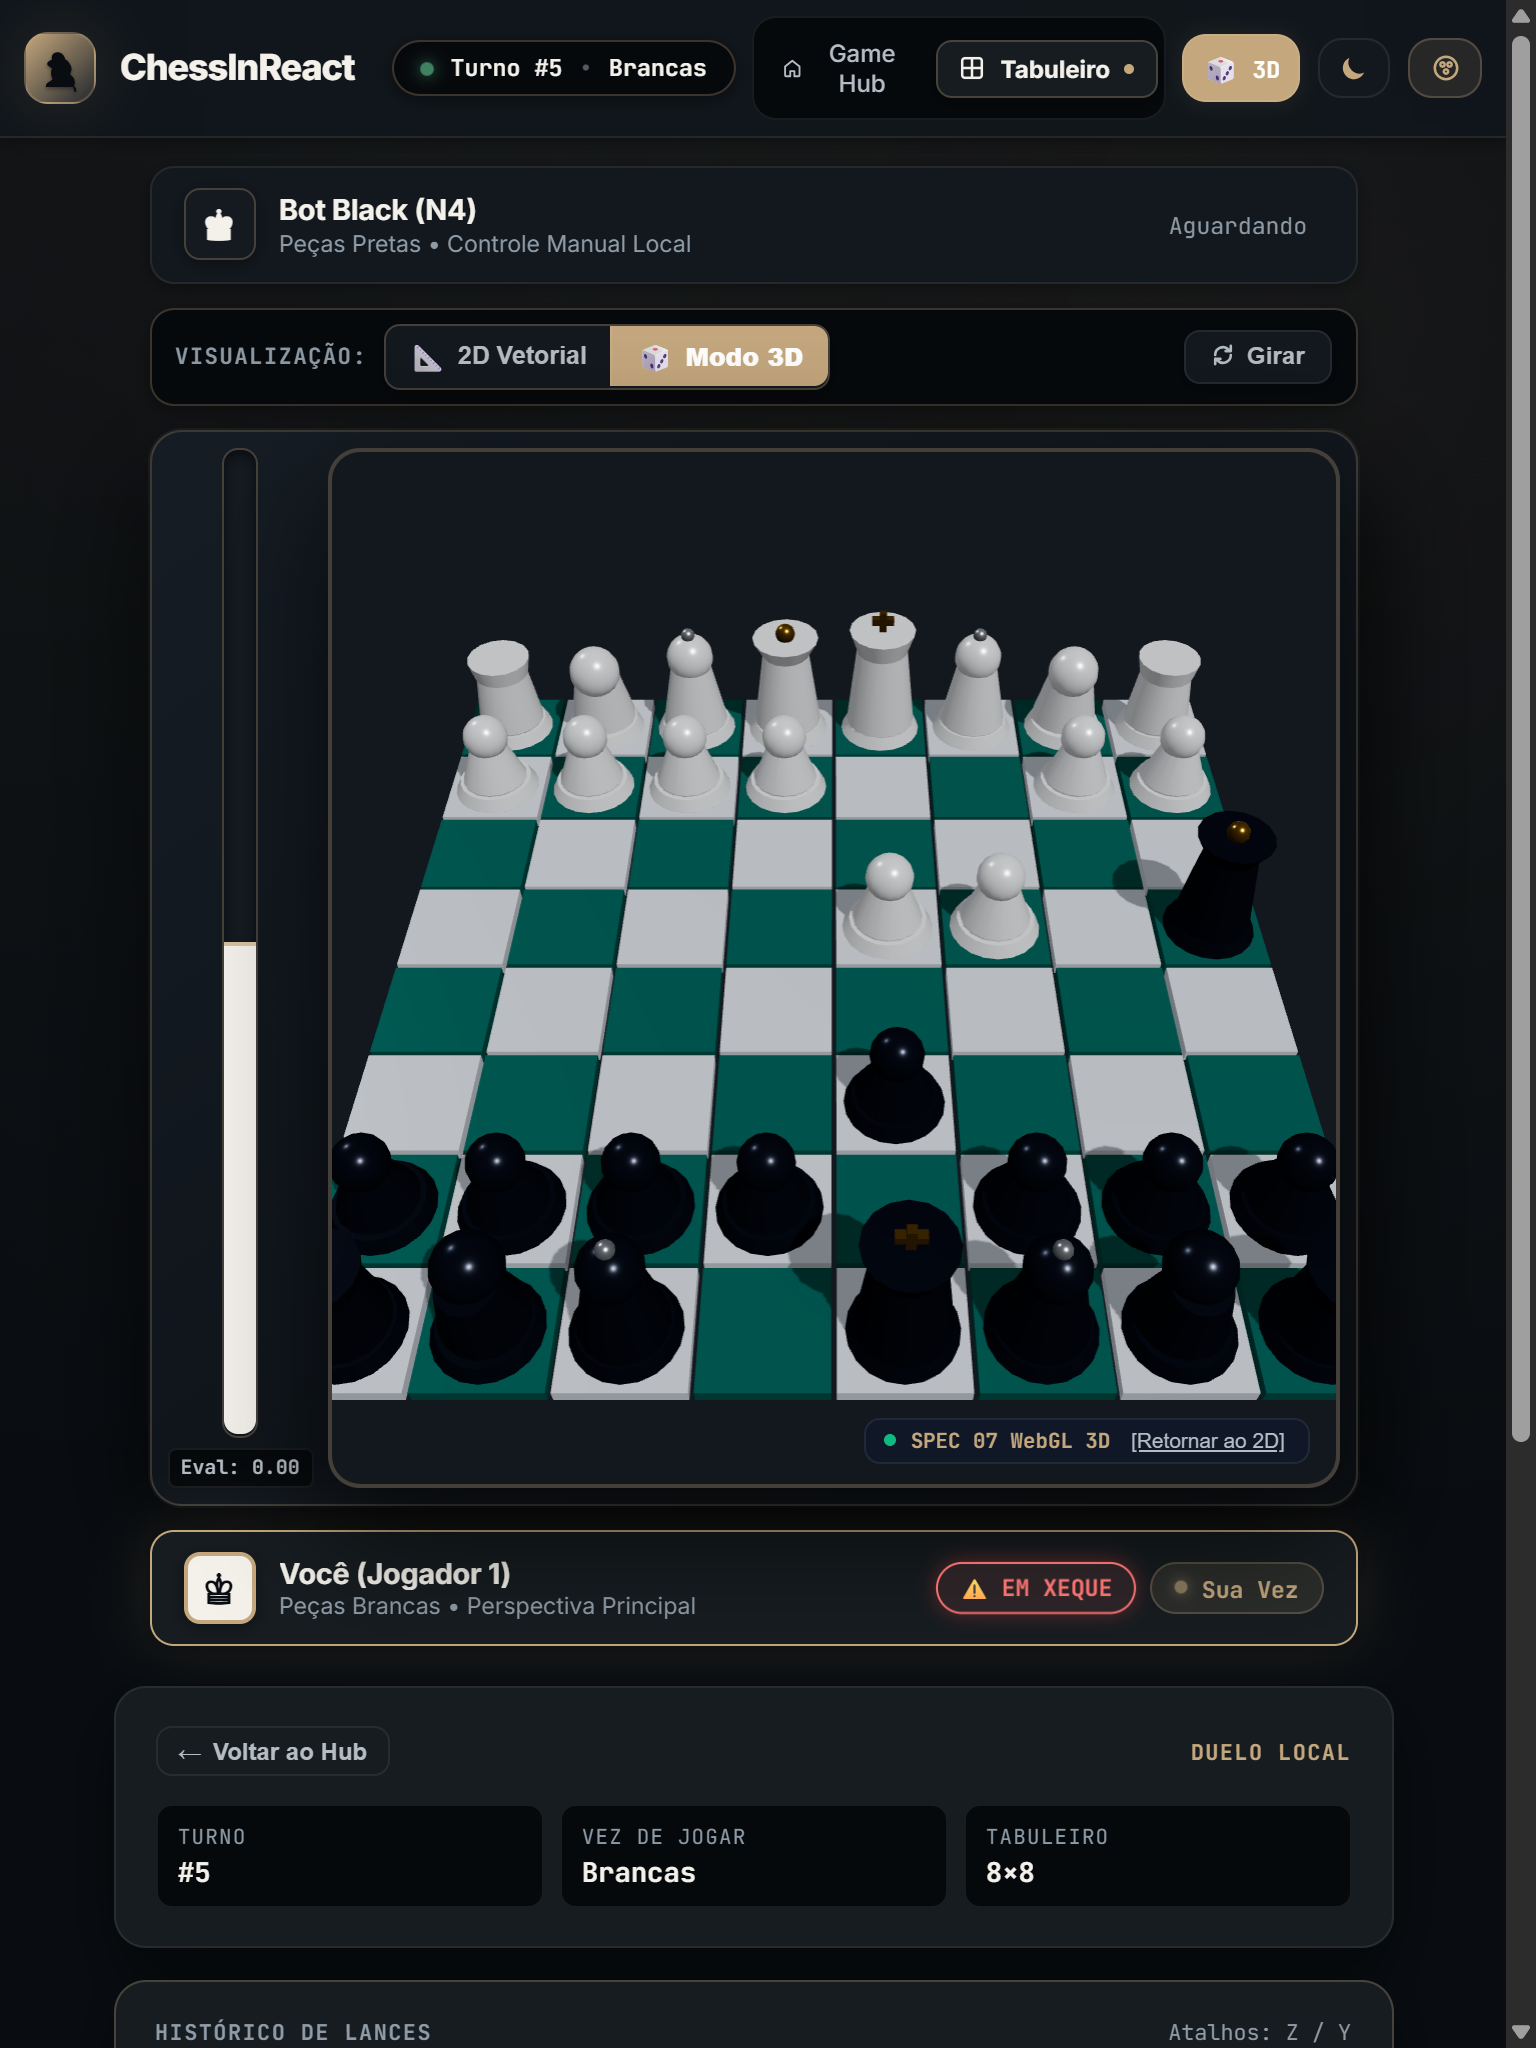 ChessInReact
Turno #5 • Brancas
Game
Hub
Tabuleiro
3D
Bot Black (N4)
Peças Pretas • Controle Manual Local
Aguardando
VISUALIZAÇÃO:
2D Vetorial
Modo 3D
Girar
Eval: 0.00
SPEC 07 WebGL 3D [Retornar ao 2D]
Você (Jogador 1)
Peças Brancas • Perspectiva Principal
EM XEQUE
Sua Vez
← Voltar ao Hub
DUELO LOCAL
TURNO
#5
VEZ DE JOGAR
Brancas
TABULEIRO
8×8
HISTÓRICO DE LANCES
Atalhos: Z / Y